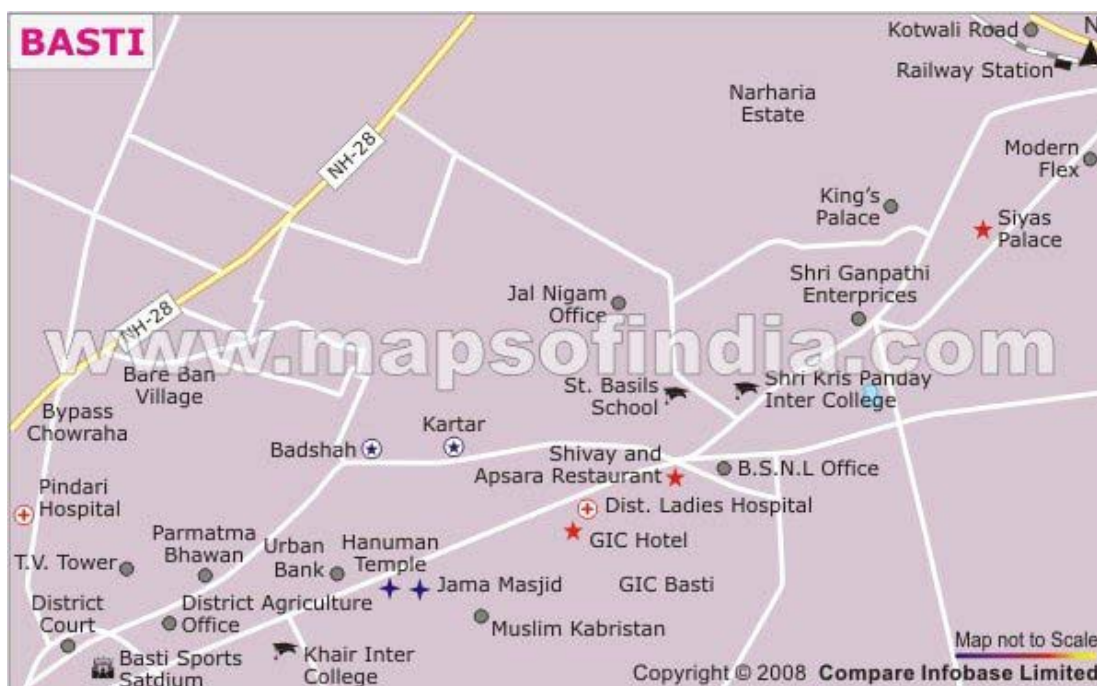 BASTI
Kotwali Road
N
Railway Station
Narharia
Estate
NH-28
Modern
Flex
King's
Palace
Siyas
Palace
Shri Ganpathi
Enterprices
Jal Nigam
Office
NH-28
www.mapsofindia.com
Bare Ban
Village
St. Basils
School
Shri Kris Panday
Inter College
Bypass
Chowraha
Kartar
Badshah
Shivay and
Apsara Restaurant
B.S.N.L Office
Pindari
Hospital
Dist. Ladies Hospital
GIC Hotel
Parmatma
Bhawan
Urban
Bank
Hanuman
Temple
T.V. Tower
Jama Masjid
GIC Basti
District
Court
District Agriculture
Office
Muslim Kabristan
Map not to Scale
Basti Sports
Satdium
Khair Inter
College
Copyright © 2008 Compare Infobase Limited